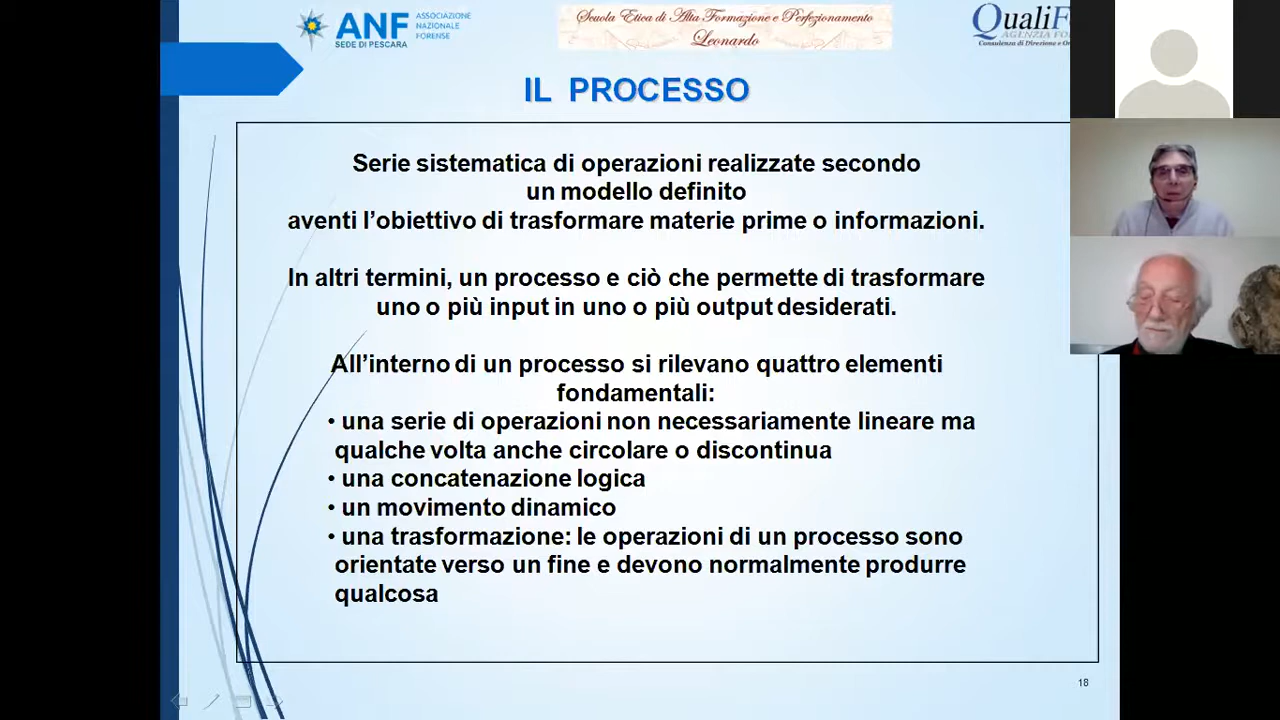 ANF
ASSOCIAZIONE
NAZIONALE
FORENSE
SEDE DI PESCARA
Scuola Etica di Alta Formazione e Perfezionamento
Leonardo
QualiF
AGENZIA FO
Consulenza di Direzione e O
IL PROCESSO
Serie sistematica di operazioni realizzate secondo
un modello definito
aventi l’obiettivo di trasformare materie prime o informazioni.
In altri termini, un processo e ciò che permette di trasformare
uno o più input in uno o più output desiderati.
All’interno di un processo si rilevano quattro elementi
fondamentali:
• una serie di operazioni non necessariamente lineare ma
qualche volta anche circolare o discontinua
• una concatenazione logica
• un movimento dinamico
• una trasformazione: le operazioni di un processo sono
orientate verso un fine e devono normalmente produrre
qualcosa
18